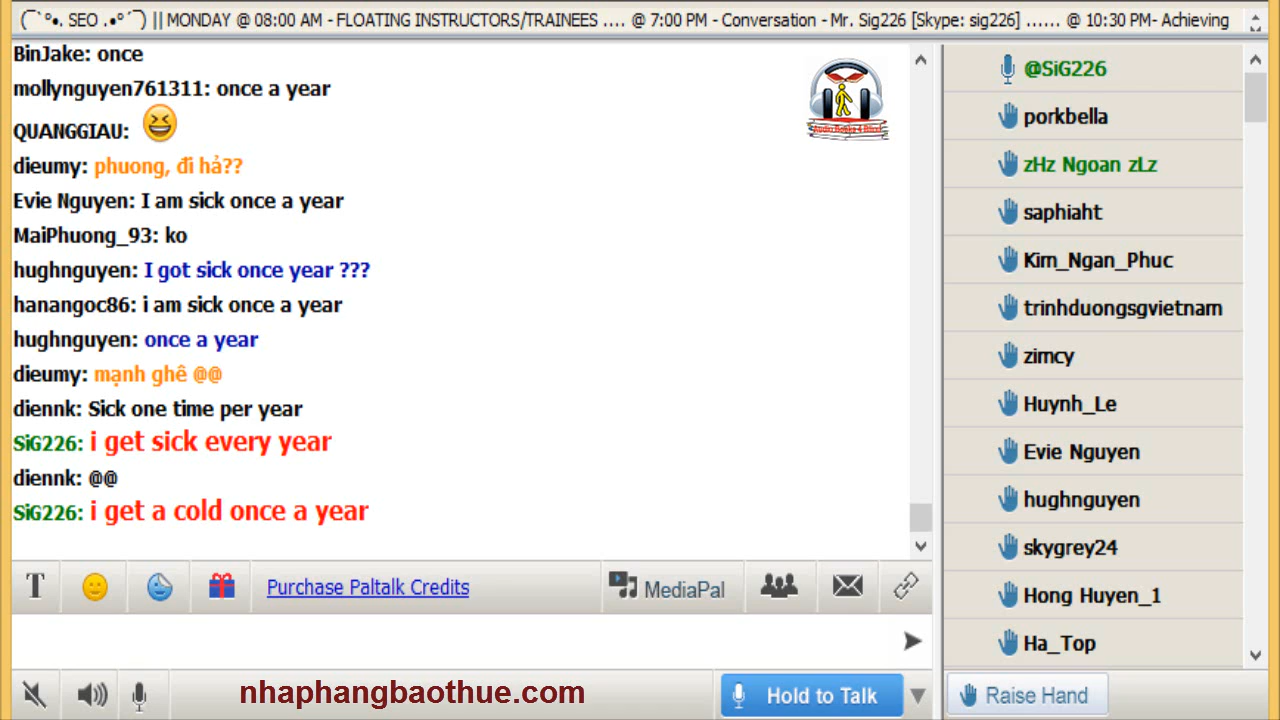 (¯`°•. SEO .•°´¯) || MONDAY @ 08:00 AM - FLOATING INSTRUCTORS/TRAINEES .... @ 7:00 PM - Conversation - Mr. Sig226 [Skype: sig226] ...... @ 10:30 PM- Achieving
BinJake: once
mollynguyen761311: once a year
QUANGGIAU:
dieumy: phuong, đi hả??
Evie Nguyen: I am sick once a year
MaiPhuong_93: ko
hughnguyen: I got sick once year ???
hanangoc86: i am sick once a year
hughnguyen: once a year
dieumy: mạnh ghê @@
diennk: Sick one time per year
SiG226: i get sick every year
diennk: @@
SiG226: i get a cold once a year
Audio Books 4 Blind
T
Purchase Paltalk Credits
MediaPal
nhaphangbaothue.com
Hold to Talk
@SiG226
porkbella
zHz Ngoan zLz
saphiaht
Kim_Ngan_Phuc
trinhduongsgvietnam
zimcy
Huynh_Le
Evie Nguyen
hughnguyen
skygrey24
Hong Huyen_1
Ha_Top
Raise Hand